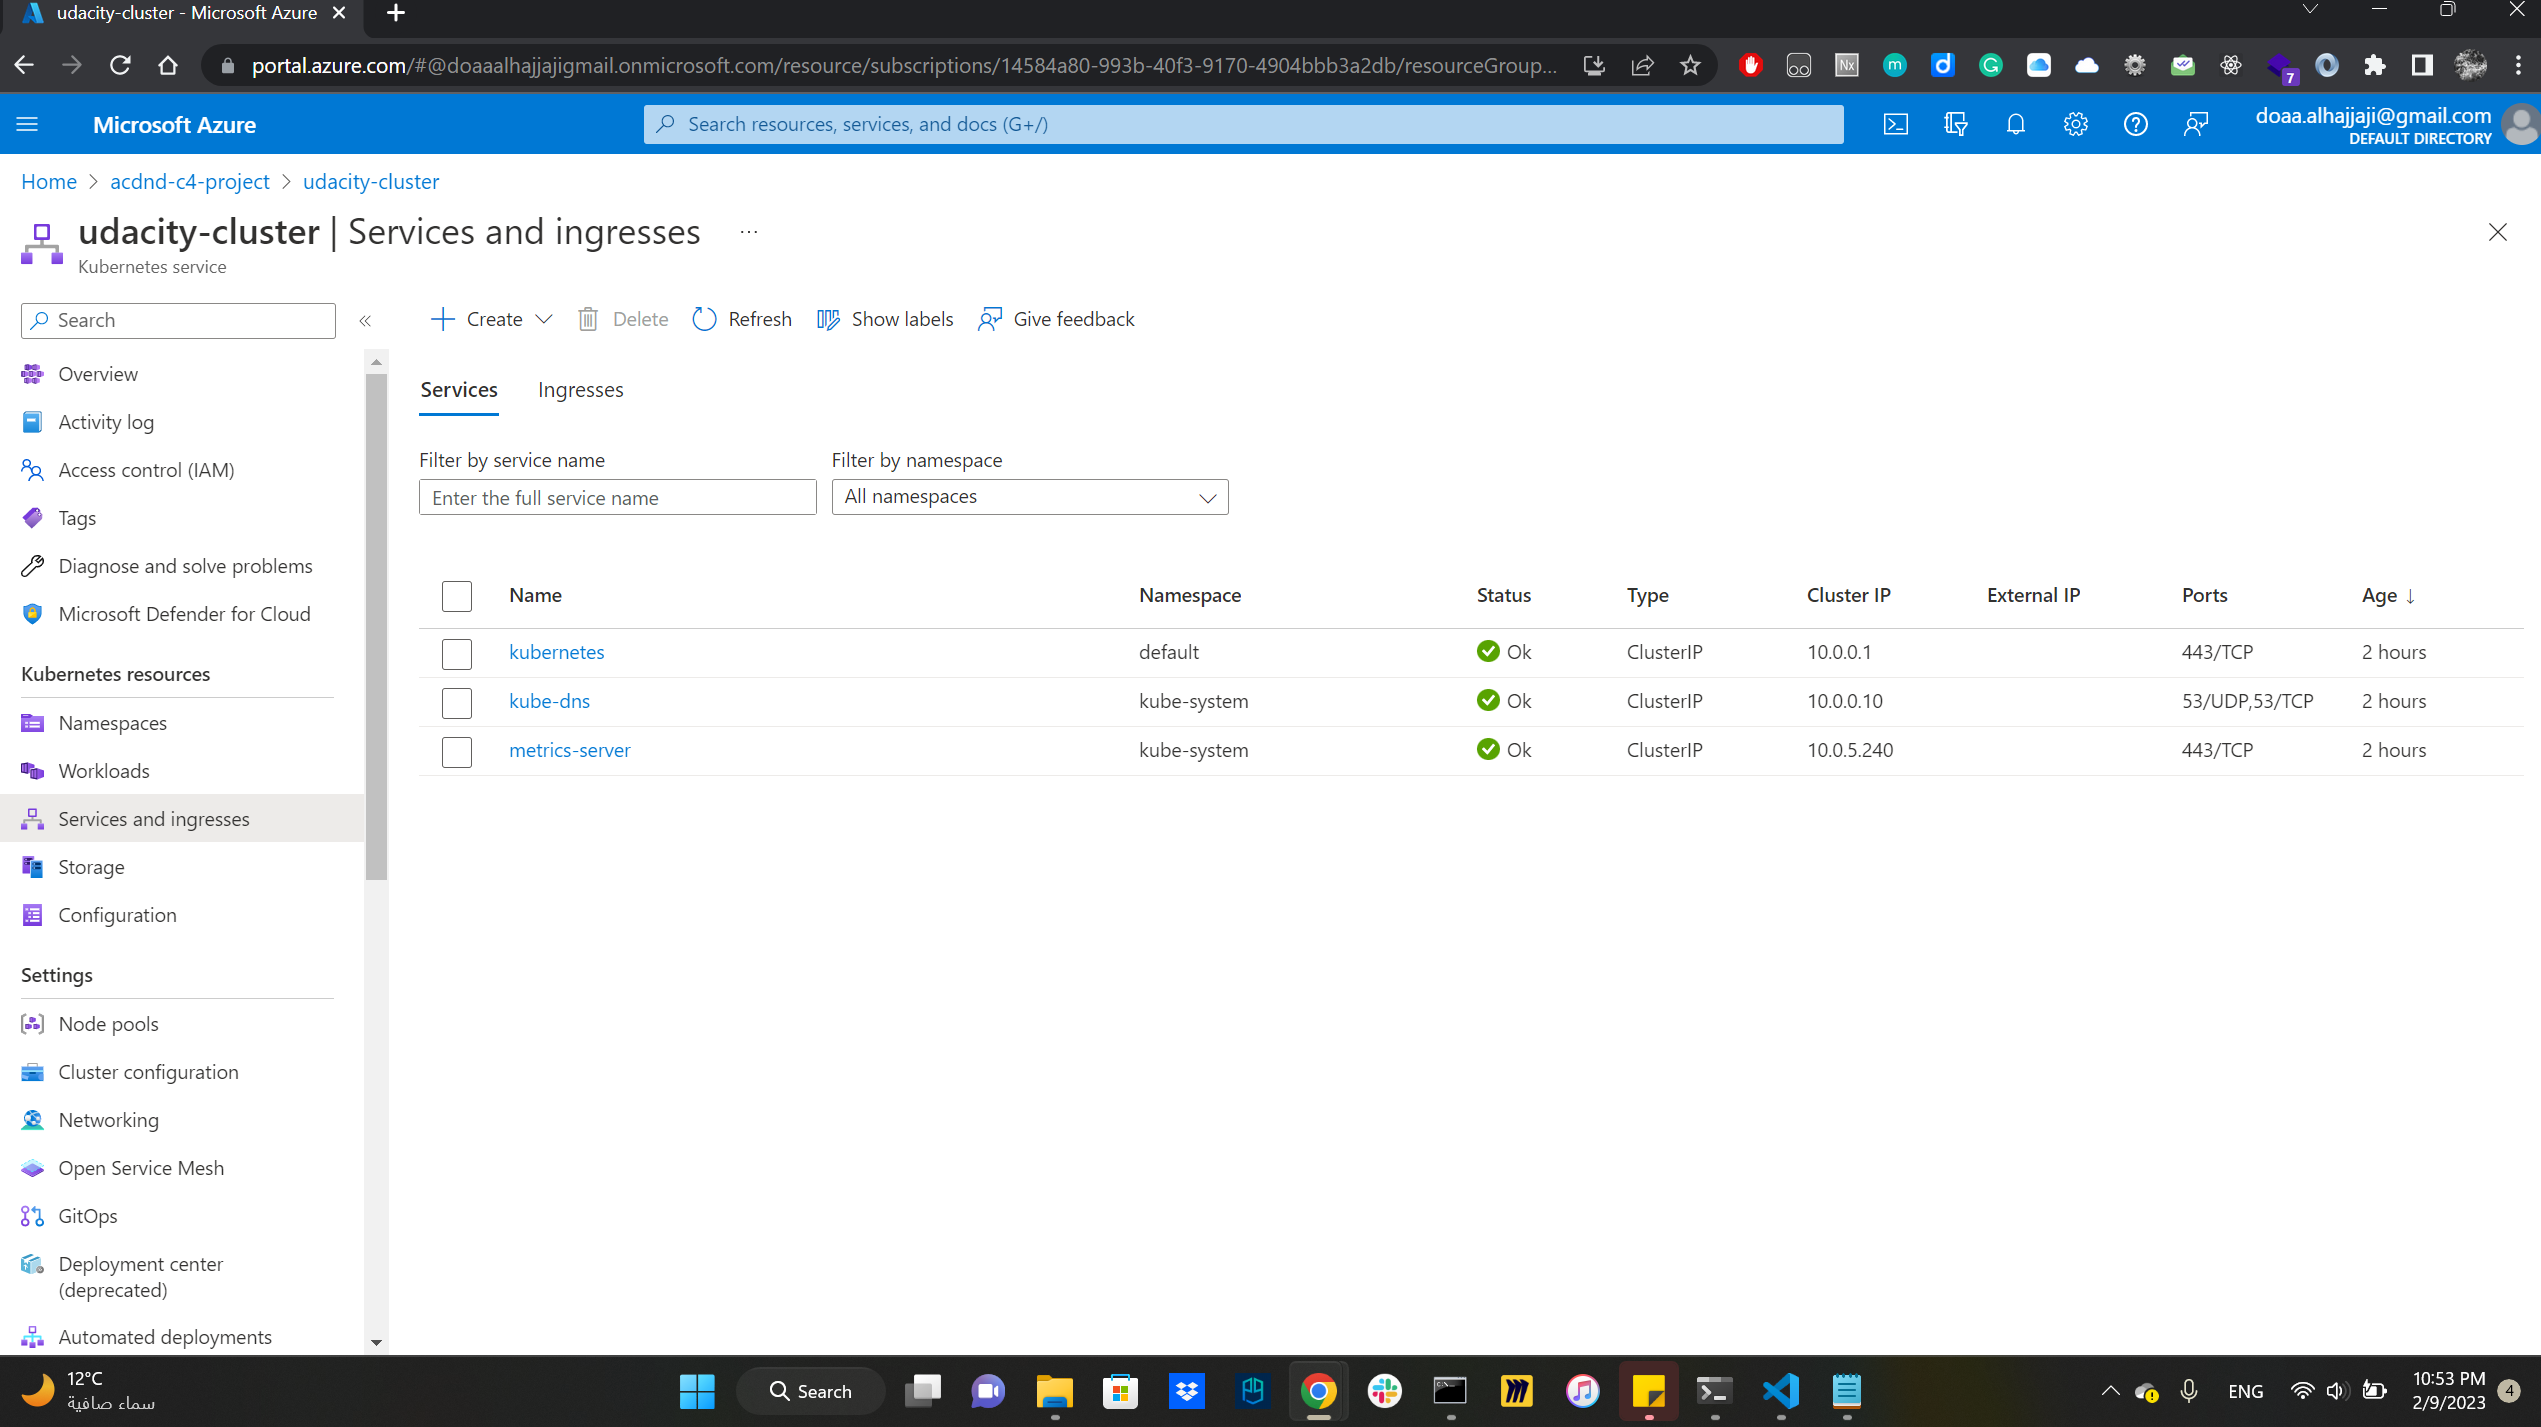 udacity-cluster - Microsoft Azure
portal.azure.com/#@doaaalhajjajigmail.onmicrosoft.com/resource/subscriptions/14584a80-993b-40f3-9170-4904bbb3a2db/resourceGroup...
Nx
m
d
G
7
Microsoft Azure
Search resources, services, and docs (G+/)
doaa.alhajjaji@gmail.com
DEFAULT DIRECTORY
Home > acdnd-c4-project > udacity-cluster
udacity-cluster | Services and ingresses ...
Kubernetes service
Search
«
Create
Delete
Refresh
Show labels
Give feedback
Overview
Activity log
Access control (IAM)
Tags
Diagnose and solve problems
Microsoft Defender for Cloud
Kubernetes resources
Namespaces
Workloads
Services and ingresses
Storage
Configuration
Settings
Node pools
Cluster configuration
Networking
Open Service Mesh
GitOps
Deployment center
(deprecated)
Automated deployments
Services Ingresses
Filter by service name Filter by namespace
Enter the full service name All namespaces
Name Namespace Status Type Cluster IP External IP Ports Age ↓
kubernetes default Ok ClusterIP 10.0.0.1 443/TCP 2 hours
kube-dns kube-system Ok ClusterIP 10.0.0.10 53/UDP,53/TCP 2 hours
metrics-server kube-system Ok ClusterIP 10.0.5.240 443/TCP 2 hours
12°C
سماء صافية
Search
ENG
10:53 PM
2/9/2023
4